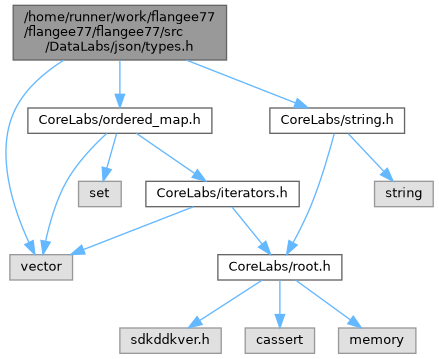 /home/runner/work/flangee77
/flangee77/flangee77/src
/DataLabs/json/types.h
CoreLabs/ordered_map.h
CoreLabs/string.h
set
CoreLabs/iterators.h
string
vector
CoreLabs/root.h
sdkddkver.h
cassert
memory